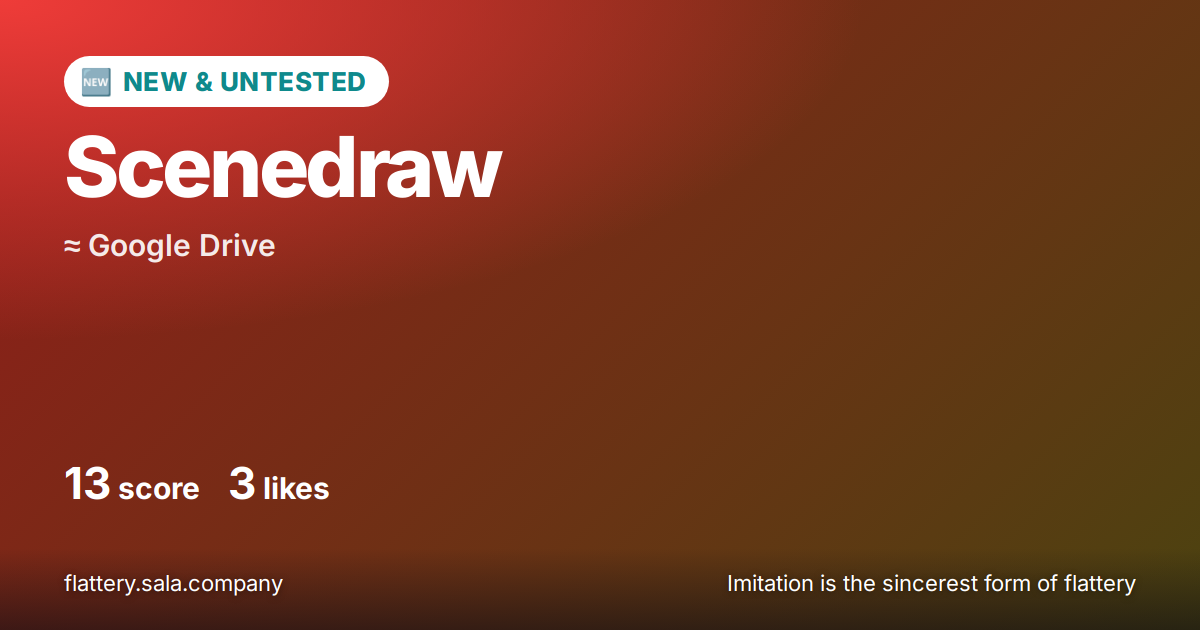 🆕 NEW & UNTESTED
Scenedraw
≈ Google Drive
13 score 3 likes
flattery.sala.company
Imitation is the sincerest form of flattery